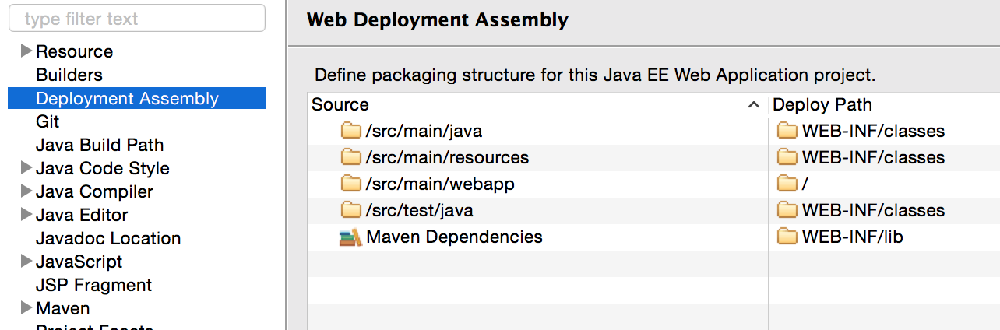 type filter text
Resource
Builders
Deployment Assembly
Git
Java Build Path
Java Code Style
Java Compiler
Java Editor
Javadoc Location
JavaScript
JSP Fragment
Maven
Project Facets
Web Deployment Assembly
Define packaging structure for this Java EE Web Application project.
Source Deploy Path
/src/main/java WEB-INF/classes
/src/main/resources WEB-INF/classes
/src/main/webapp /
/src/test/java WEB-INF/classes
Maven Dependencies WEB-INF/lib